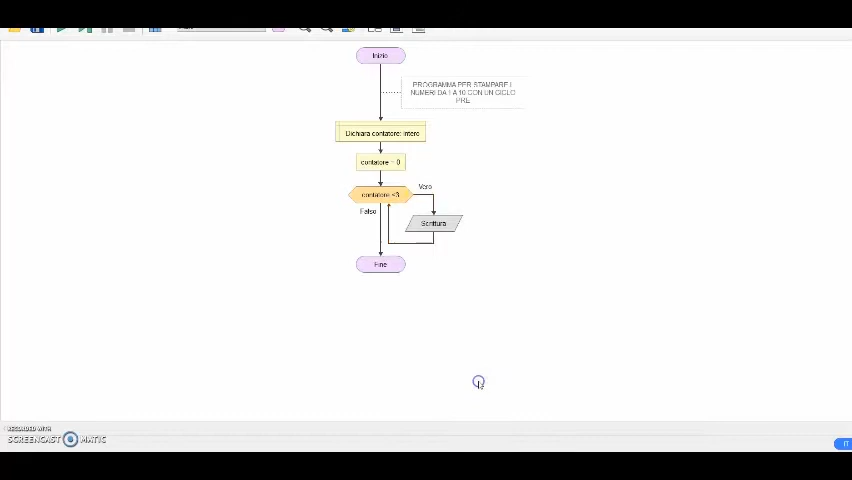 Inizio
PROGRAMMA PER STAMPARE I
NUMERI DA 1 A 10 CON UN CICLO
PRE
Dichiara contatore: intero
contatore = 0
contatore <3
Vero
Falso
Scrittura
Fine
RECORDED WITH
SCREENCAST MATIC
IT